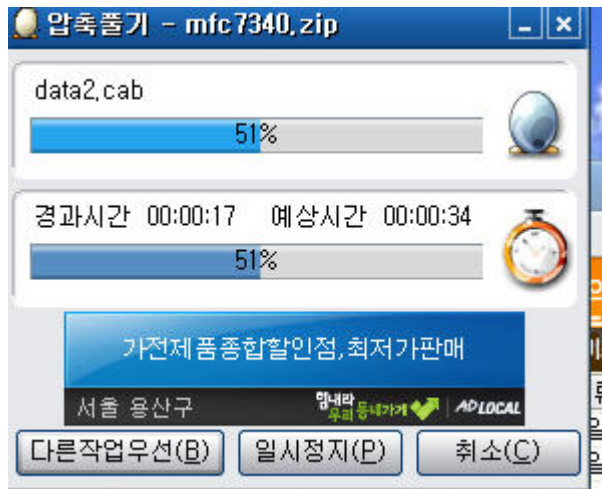 압축풀기 - mfc7340.zip
data2.cab
51%
경과시간 00:00:17 예상시간 00:00:34
51%
가전제품종합할인점,최저가판매
서울 용산구
힘내라
우리동네가게
ADLOCAL
다른작업우선(B) 일시정지(P) 취소(C)